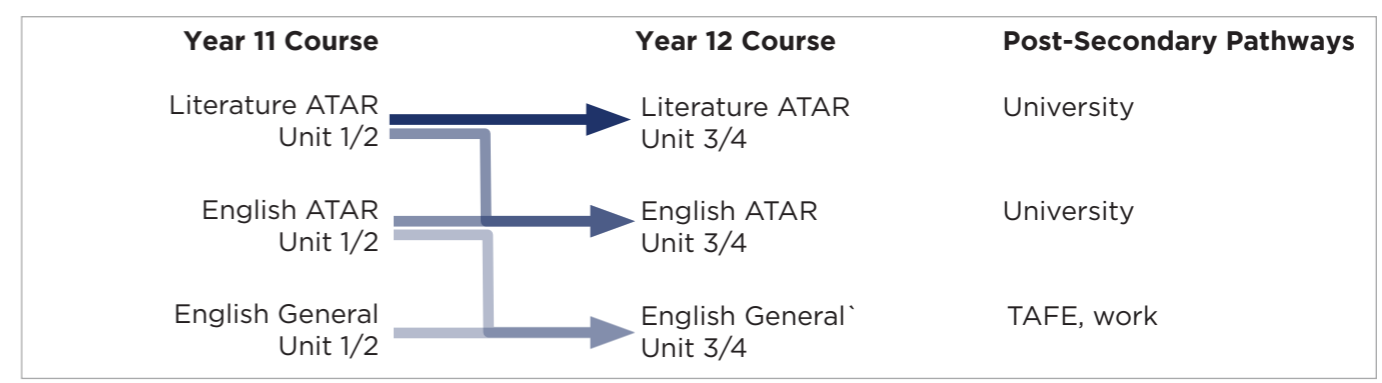 Year 11 Course
Year 12 Course
Post-Secondary Pathways
Literature ATAR
Unit 1/2
Literature ATAR
Unit 3/4
University
English ATAR
Unit 1/2
English ATAR
Unit 3/4
University
English General
Unit 1/2
English General`
Unit 3/4
TAFE, work